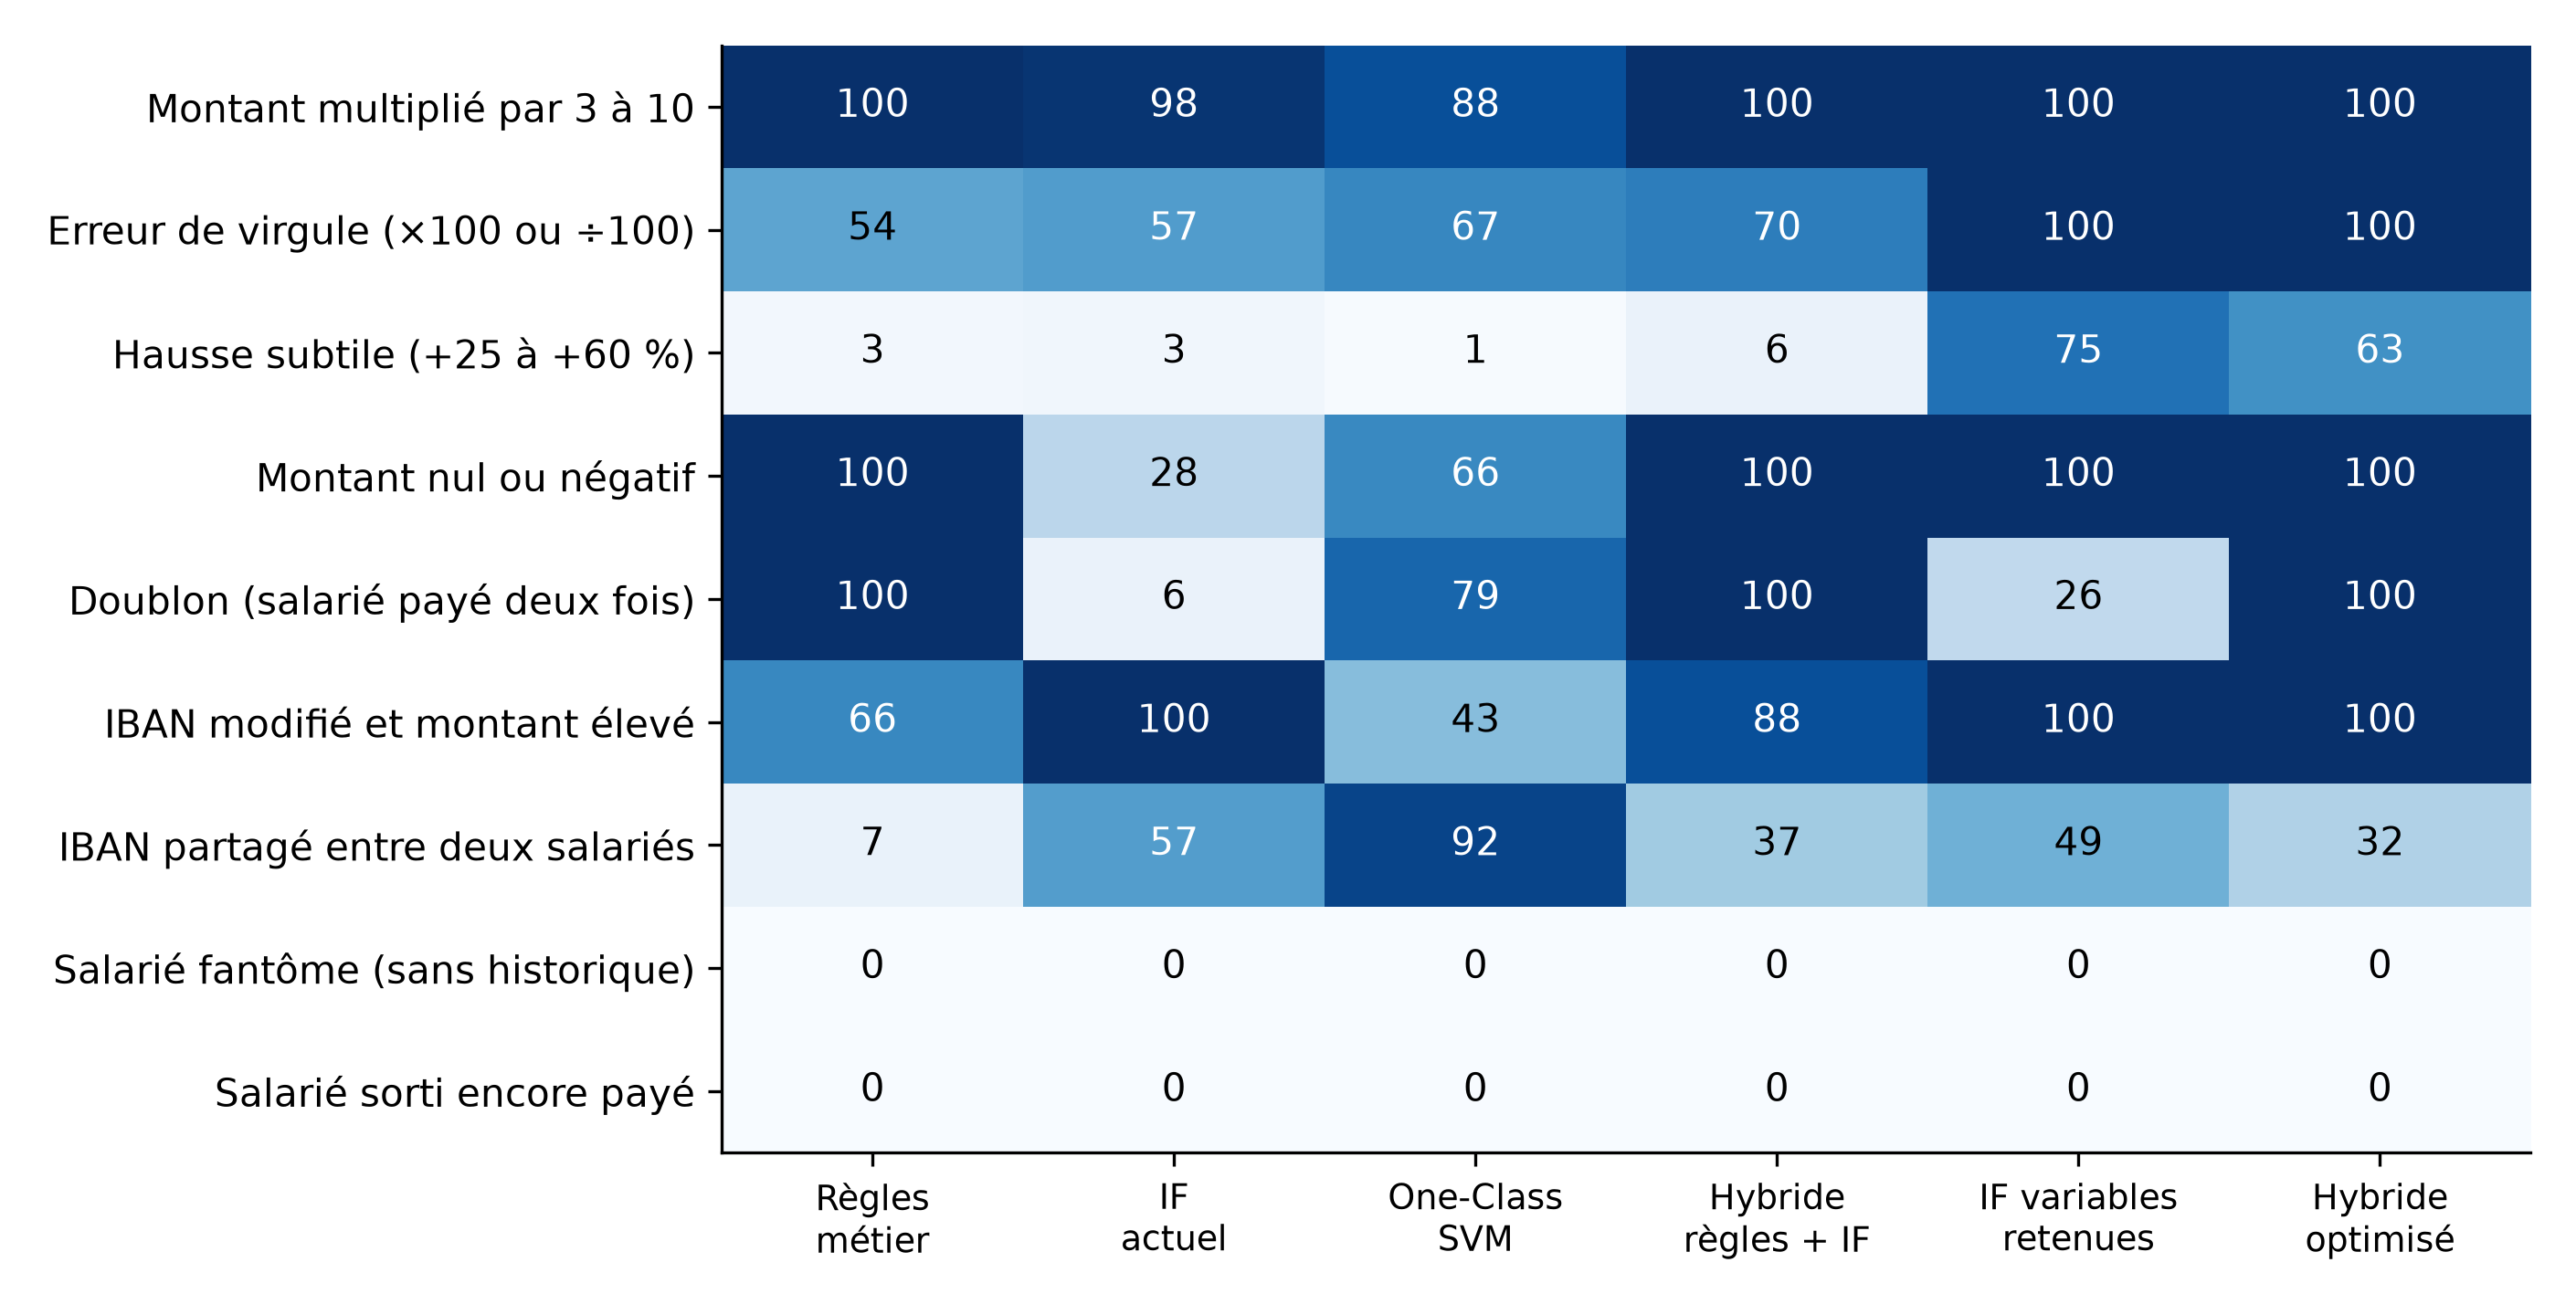 Montant multiplié par 3 à 10 100 98 88 100 100 100
Erreur de virgule (×100 ou ÷100) 54 57 67 70 100 100
Hausse subtile (+25 à +60 %) 3 3 1 6 75 63
Montant nul ou négatif 100 28 66 100 100 100
Doublon (salarié payé deux fois) 100 6 79 100 26 100
IBAN modifié et montant élevé 66 100 43 88 100 100
IBAN partagé entre deux salariés 7 57 92 37 49 32
Salarié fantôme (sans historique) 0 0 0 0 0 0
Salarié sorti encore payé 0 0 0 0 0 0
Règles
métier
IF
actuel
One-Class
SVM
Hybride
règles + IF
IF variables
retenues
Hybride
optimisé